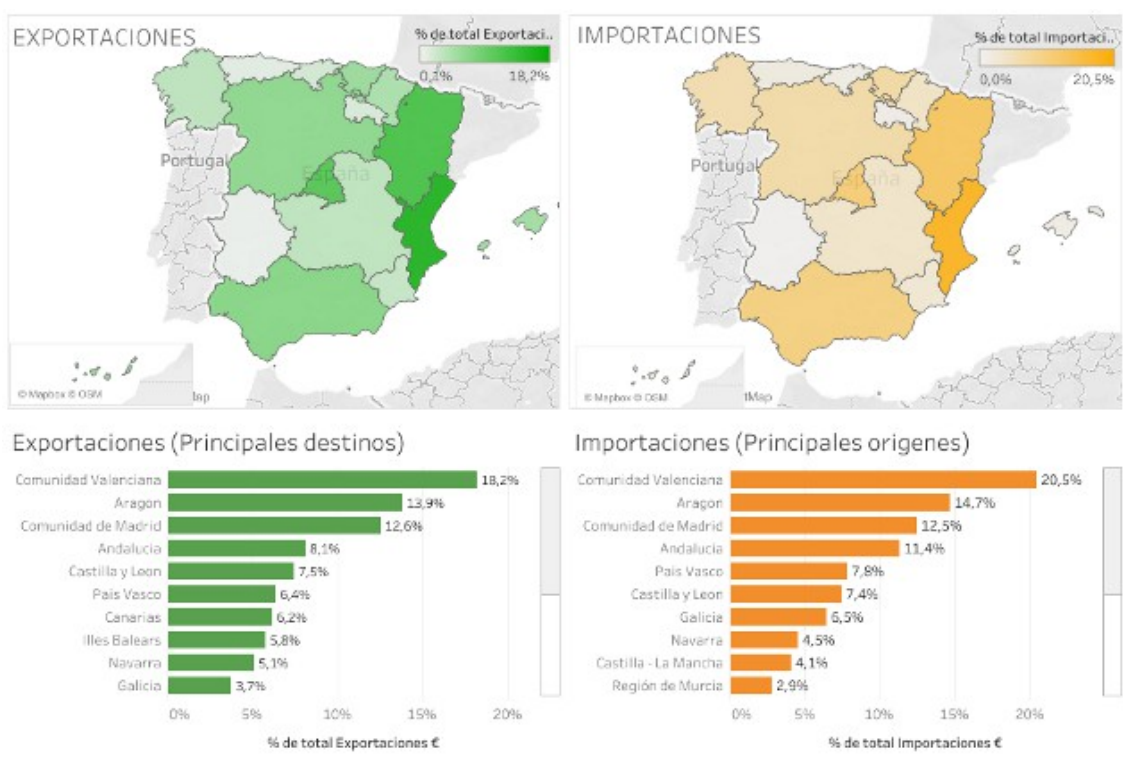 EXPORTACIONES
% de total Exportaci..
0,1%
18,2%
Portugal
España
© Mapbox © OSM
IMPORTACIONES
% de total Importaci..
0,0%
20,5%
Portugal
España
© Mapbox © OSM
tMap
Exportaciones (Principales destinos)
Comunidad Valenciana 18,2%
Aragon 13,9%
Comunidad de Madrid 12,6%
Andalucia 8,1%
Castilla y Leon 7,5%
Pais Vasco 6,4%
Canarias 6,2%
Illes Balears 5,8%
Navarra 5,1%
Galicia 3,7%
0% 5% 10% 15% 20%
% de total Exportaciones €
Importaciones (Principales origenes)
Comunidad Valenciana 20,5%
Aragon 14,7%
Comunidad de Madrid 12,5%
Andalucia 11,4%
Pais Vasco 7,8%
Castilla y Leon 7,4%
Galicia 6,5%
Navarra 4,5%
Castilla - La Mancha 4,1%
Región de Murcia 2,9%
0% 5% 10% 15% 20%
% de total Importaciones €